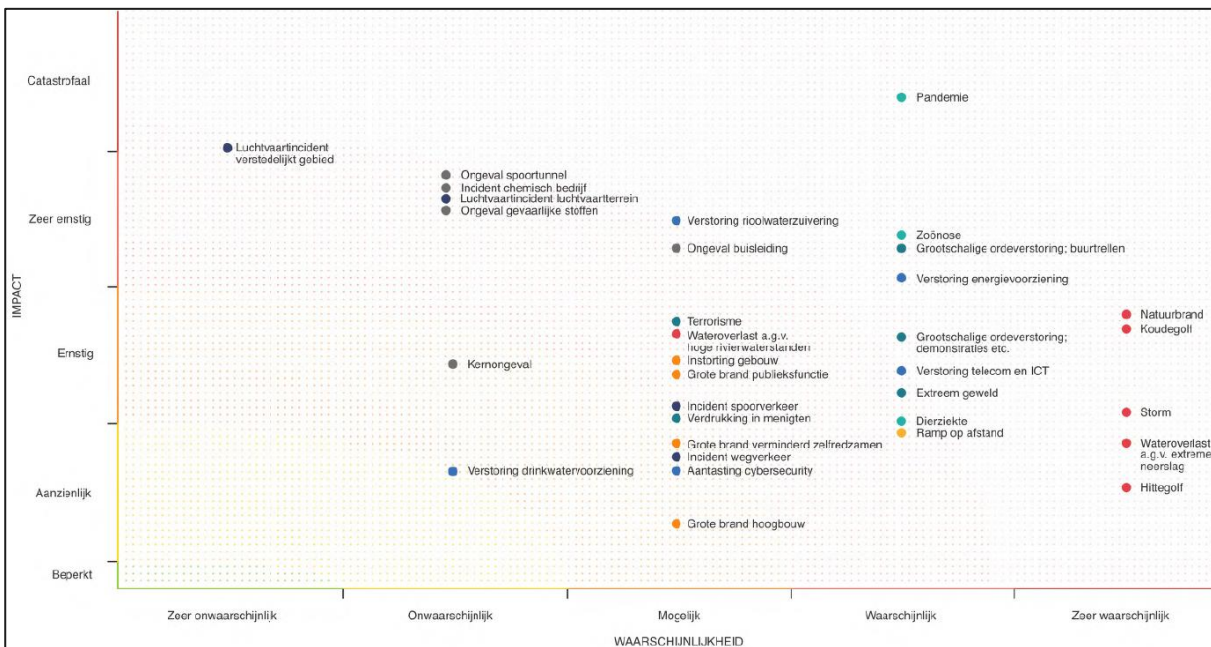 Catastrofaal
Pandemie
Luchtvaartincident
verstedelijkt gebied
Ongeval spoortunnel
Incident chemisch bedrijf
Luchtvaartincident luchtvaartterrein
Ongeval gevaarlijke stoffen
Zeer ernstig
Verstoring rioolwaterzuivering
Zoönose
Ongeval buisleiding
Grootschalige ordeverstoring; buurtrellen
Verstoring energievoorziening
IMPACT
Natuurbrand
Terrorisme
Koudegolf
Wateroverlast a.g.v.
hoge rivierwaterstanden
Grootschalige ordeverstoring;
demonstraties etc.
Ernstig
Instorting gebouw
Kernongeval
Grote brand publieksfunctie
Verstoring telecom en ICT
Extreem geweld
Incident spoorverkeer
Storm
Verdrukking in menigten
Dierziekte
Ramp op afstand
Grote brand verminderd zelfredzamen
Wateroverlast
a.g.v. extreme
neerslag
Incident wegverkeer
Verstoring drinkwatervoorziening
Aantasting cybersecurity
Aanzienlijk
Hittegolf
Grote brand hoogbouw
Beperkt
Zeer onwaarschijnlijk
Onwaarschijnlijk
Mogelijk
Waarschijnlijk
Zeer waarschijnlijk
WAARSCHIJNLIJKHEID